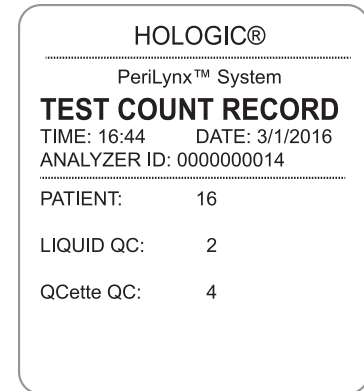 HOLOGIC®
PeriLynx™ System
TEST COUNT RECORD
TIME: 16:44 DATE: 3/1/2016
ANALYZER ID: 0000000014
PATIENT: 16
LIQUID QC: 2
QCette QC: 4